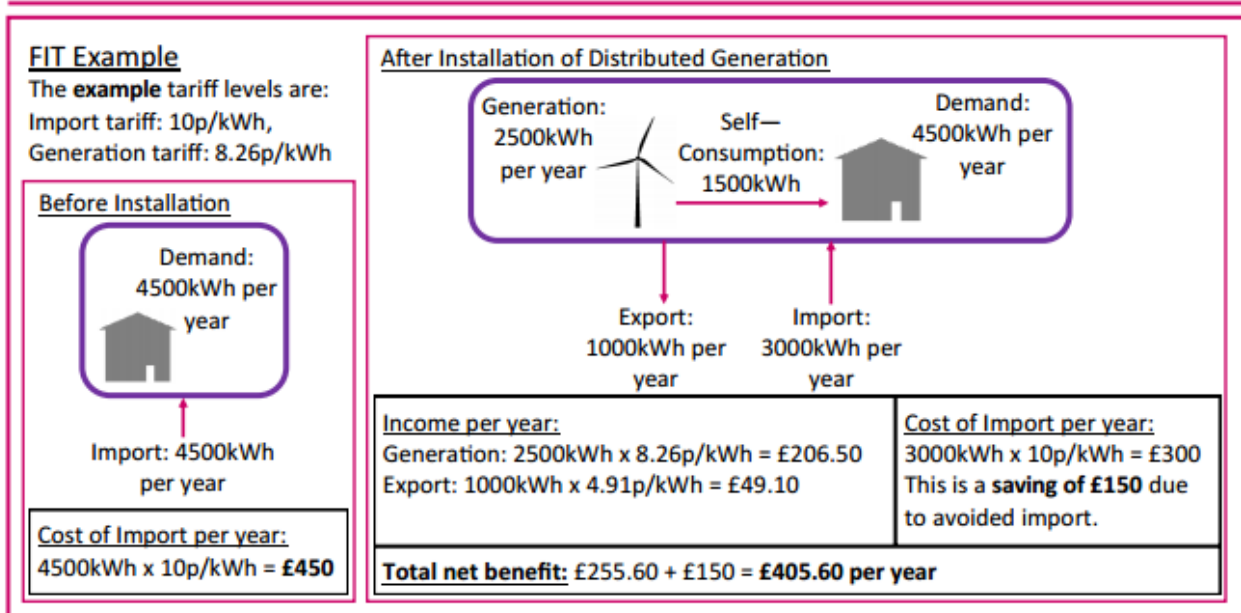 FIT Example
The example tariff levels are:
Import tariff: 10p/kWh,
Generation tariff: 8.26p/kWh
Before Installation
Demand:
4500kWh per
year
Import: 4500kWh
per year
Cost of Import per year:
4500kWh x 10p/kWh = £450
After Installation of Distributed Generation
Generation:
2500kWh
per year
Self—
Consumption:
1500kWh
Demand:
4500kWh per
year
Export:
1000kWh per
year
Import:
3000kWh per
year
Income per year:
Generation: 2500kWh x 8.26p/kWh = £206.50
Export: 1000kWh x 4.91p/kWh = £49.10
Cost of Import per year:
3000kWh x 10p/kWh = £300
This is a saving of £150 due
to avoided import.
Total net benefit: £255.60 + £150 = £405.60 per year